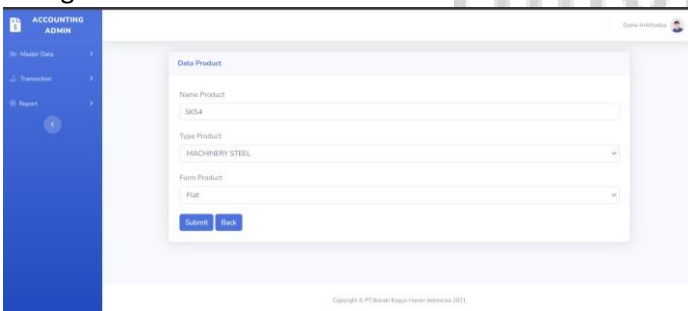 ACCOUNTING
ADMIN
Master Data
Transaction
Report
Data Product
Name Product
SKS4
Type Product
MACHINERY STEEL
Form Product
Flat
Submit Back